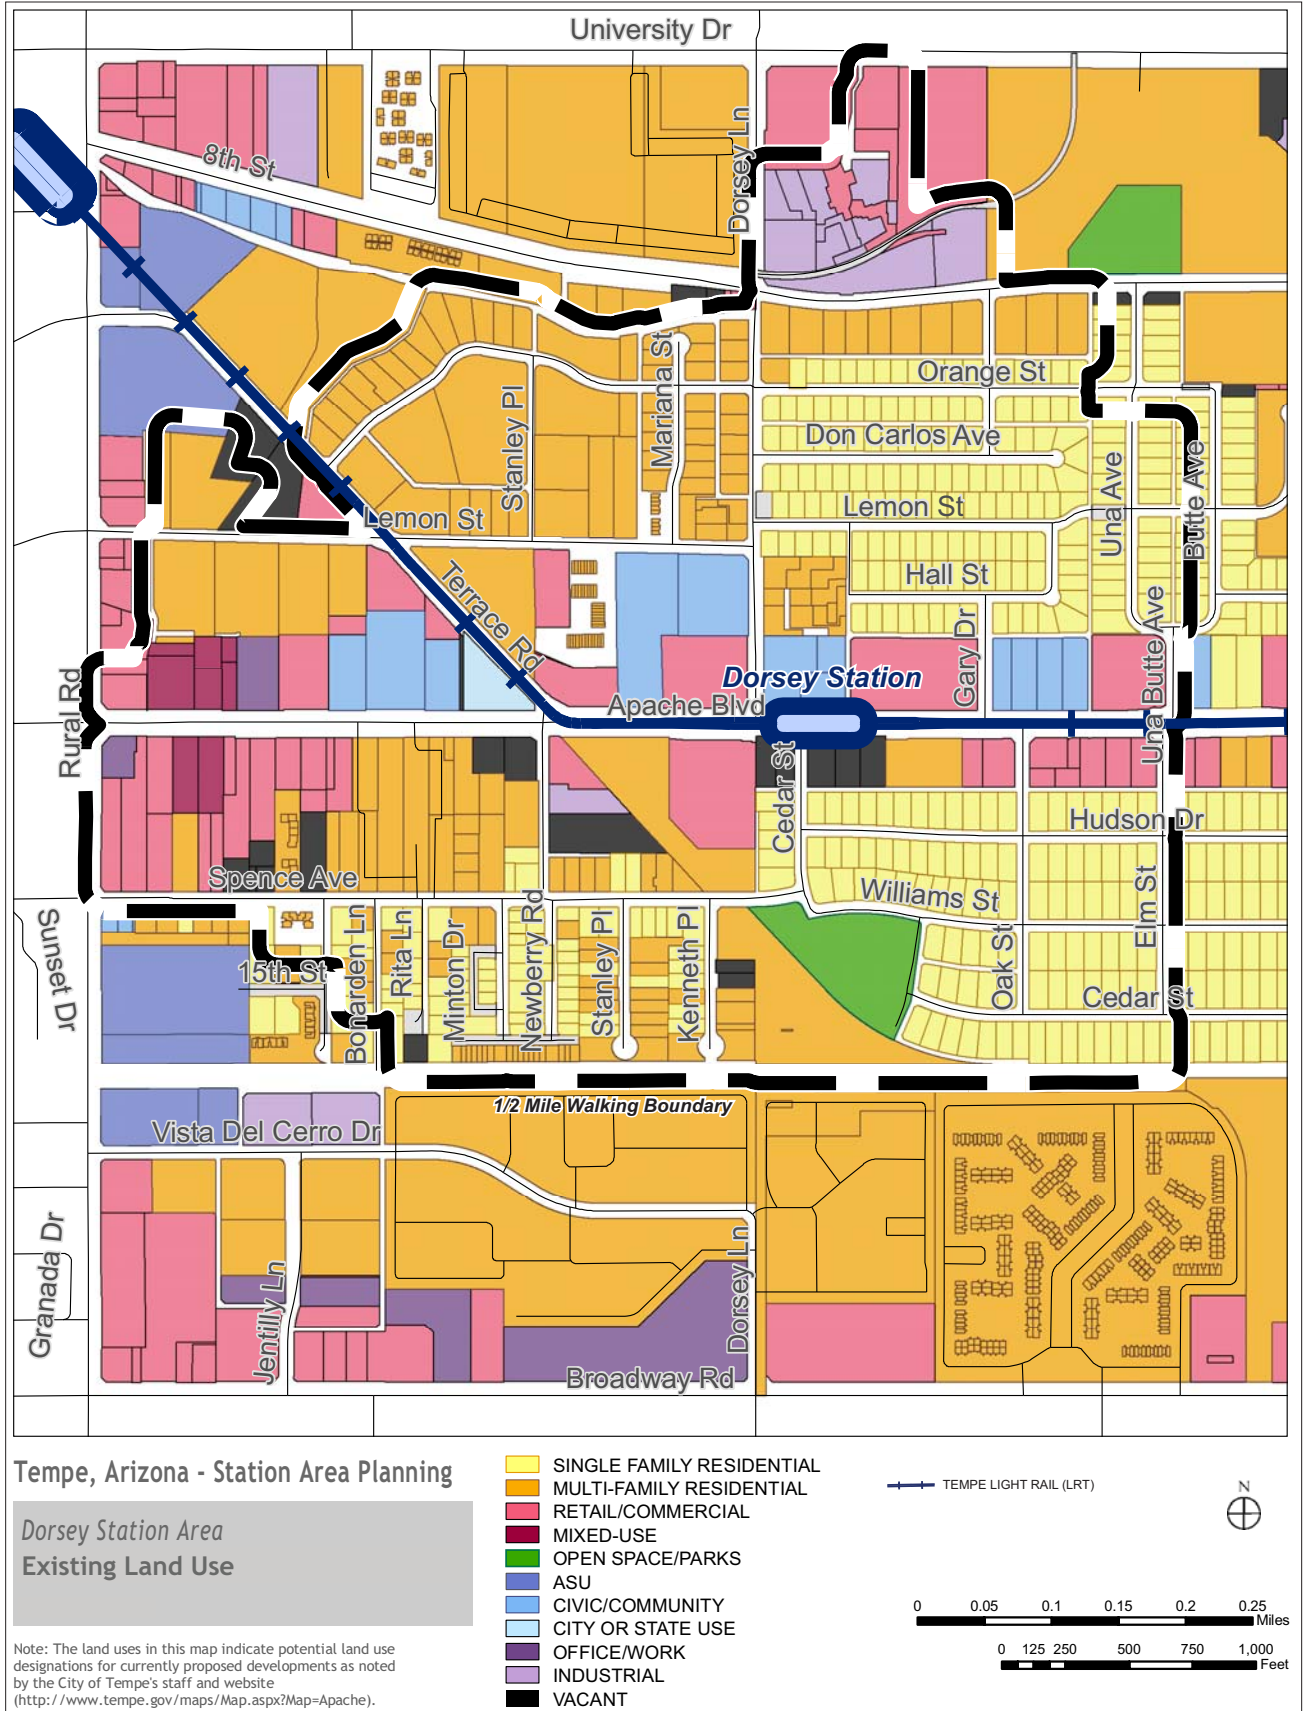 University Dr
8th St
Dorsey Ln
Orange St
Mariana St
Stanley Pl
Don Carlos Ave
Una Ave
Butte Ave
Lemon St
Lemon St
Hall St
Terrace Rd
Gary Dr
Una Butte Ave
Rural Rd
Dorsey Station
Apache Blvd
Cedar St
Hudson Dr
Spence Ave
Williams St
Elm St
Sunset Dr
15th St
Bonarden Ln
Rita Ln
Minton Dr
Newberry Rd
Stanley Pl
Kenneth Pl
Oak St
Cedar St
1/2 Mile Walking Boundary
Vista Del Cerro Dr
Granada Dr
Jentilly Ln
Dorsey Ln
Broadway Rd
Tempe, Arizona - Station Area Planning
Dorsey Station Area
Existing Land Use
Note: The land uses in this map indicate potential land use
designations for currently proposed developments as noted
by the City of Tempe's staff and website
(http://www.tempe.gov/maps/Map.aspx?Map=Apache).
SINGLE FAMILY RESIDENTIAL
MULTI-FAMILY RESIDENTIAL
RETAIL/COMMERCIAL
MIXED-USE
OPEN SPACE/PARKS
ASU
CIVIC/COMMUNITY
CITY OR STATE USE
OFFICE/WORK
INDUSTRIAL
VACANT
TEMPE LIGHT RAIL (LRT)
N
0 0.05 0.1 0.15 0.2 0.25
Miles
0 125 250 500 750 1,000
Feet